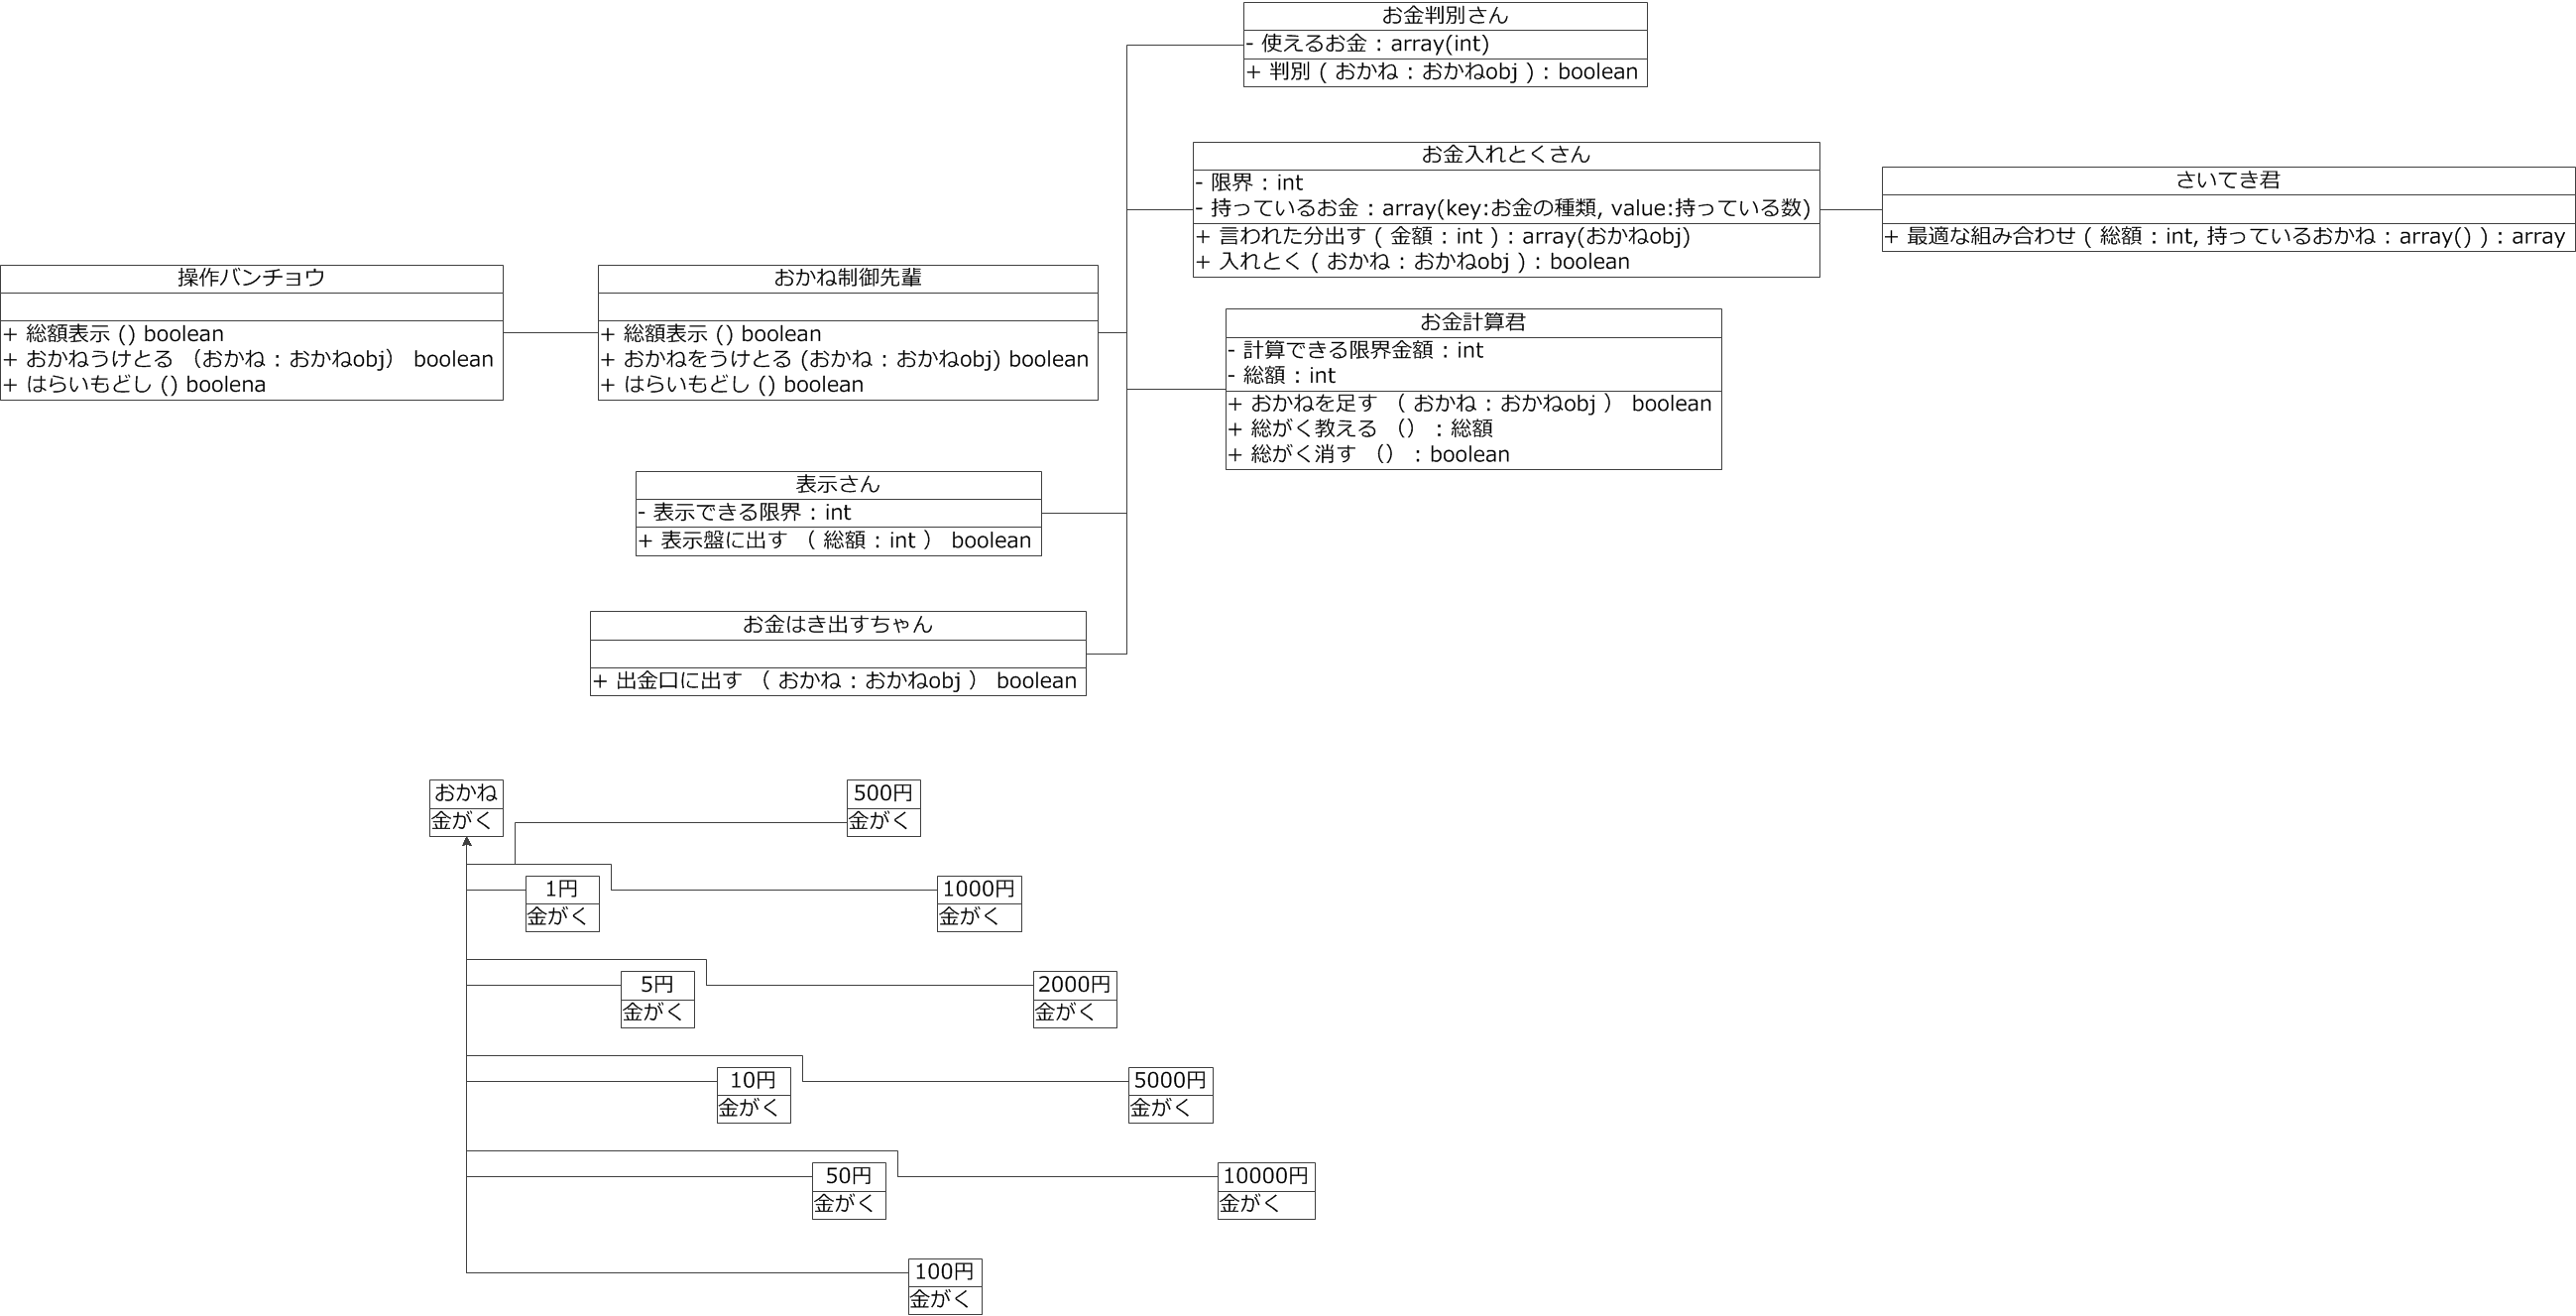 お金判別さん
- 使えるお金 : array(int)
+ 判別 ( おかね : おかねobj ) : boolean
お金入れとくさん
- 限界 : int
- 持っているお金 : array(key:お金の種類, value:持っている数)
+ 言われた分出す ( 金額 : int ) : array(おかねobj)
+ 入れとく ( おかね : おかねobj ) : boolean
さいてき君
+ 最適な組み合わせ ( 総額 : int, 持っているおかね : array() ) : array
操作バンチョウ
+ 総額表示 () boolean
+ おかねうけとる （おかね : おかねobj） boolean
+ はらいもどし () boolena
おかね制御先輩
+ 総額表示 () boolean
+ おかねをうけとる (おかね : おかねobj) boolean
+ はらいもどし () boolean
お金計算君
- 計算できる限界金額 : int
- 総額 : int
+ おかねを足す （ おかね : おかねobj ） boolean
+ 総がく教える （） : 総額
+ 総がく消す （） : boolean
表示さん
- 表示できる限界 : int
+ 表示盤に出す （ 総額 : int ） boolean
お金はき出すちゃん
+ 出金口に出す （ おかね : おかねobj ） boolean
おかね
金がく
500円
金がく
1円
金がく
1000円
金がく
5円
金がく
2000円
金がく
10円
金がく
5000円
金がく
50円
金がく
10000円
金がく
100円
金がく